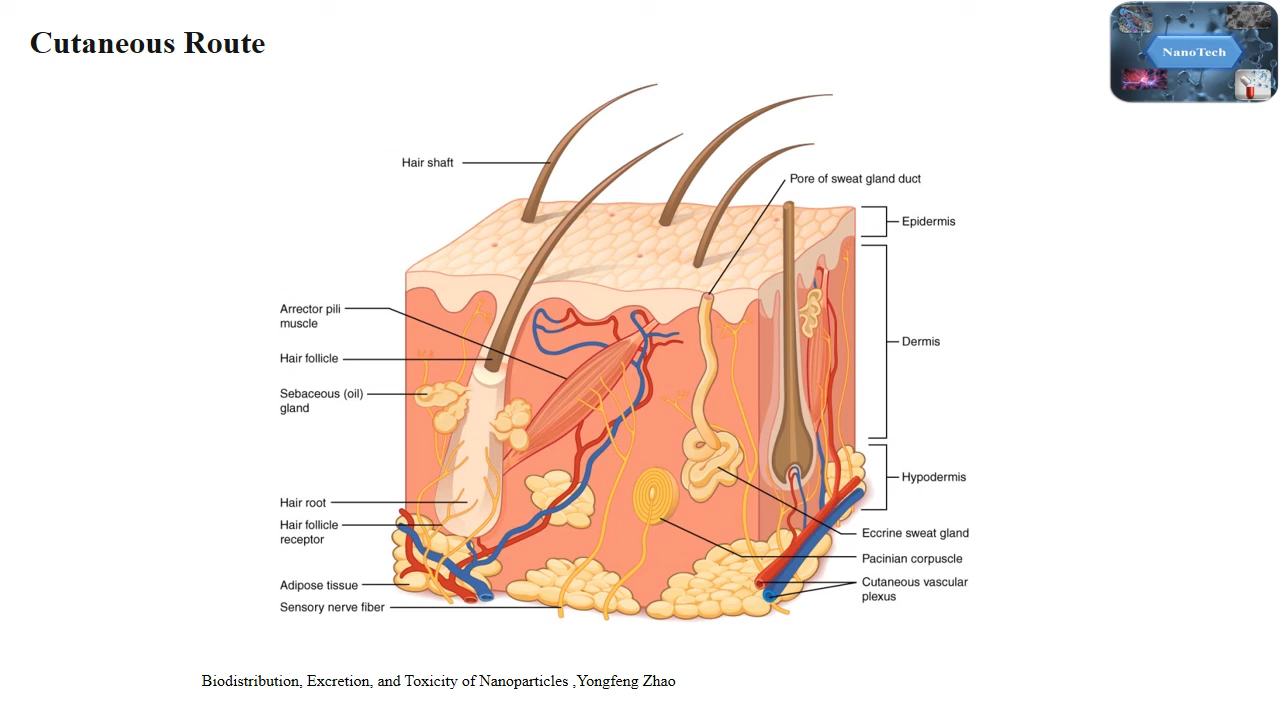 Cutaneous Route
NanoTech
Hair shaft
Pore of sweat gland duct
Epidermis
Arrector pili
muscle
Dermis
Hair follicle
Sebaceous (oil)
gland
Hypodermis
Hair root
Hair follicle
receptor
Eccrine sweat gland
Pacinian corpuscle
Adipose tissue
Cutaneous vascular
plexus
Sensory nerve fiber
Biodistribution, Excretion, and Toxicity of Nanoparticles ,Yongfeng Zhao